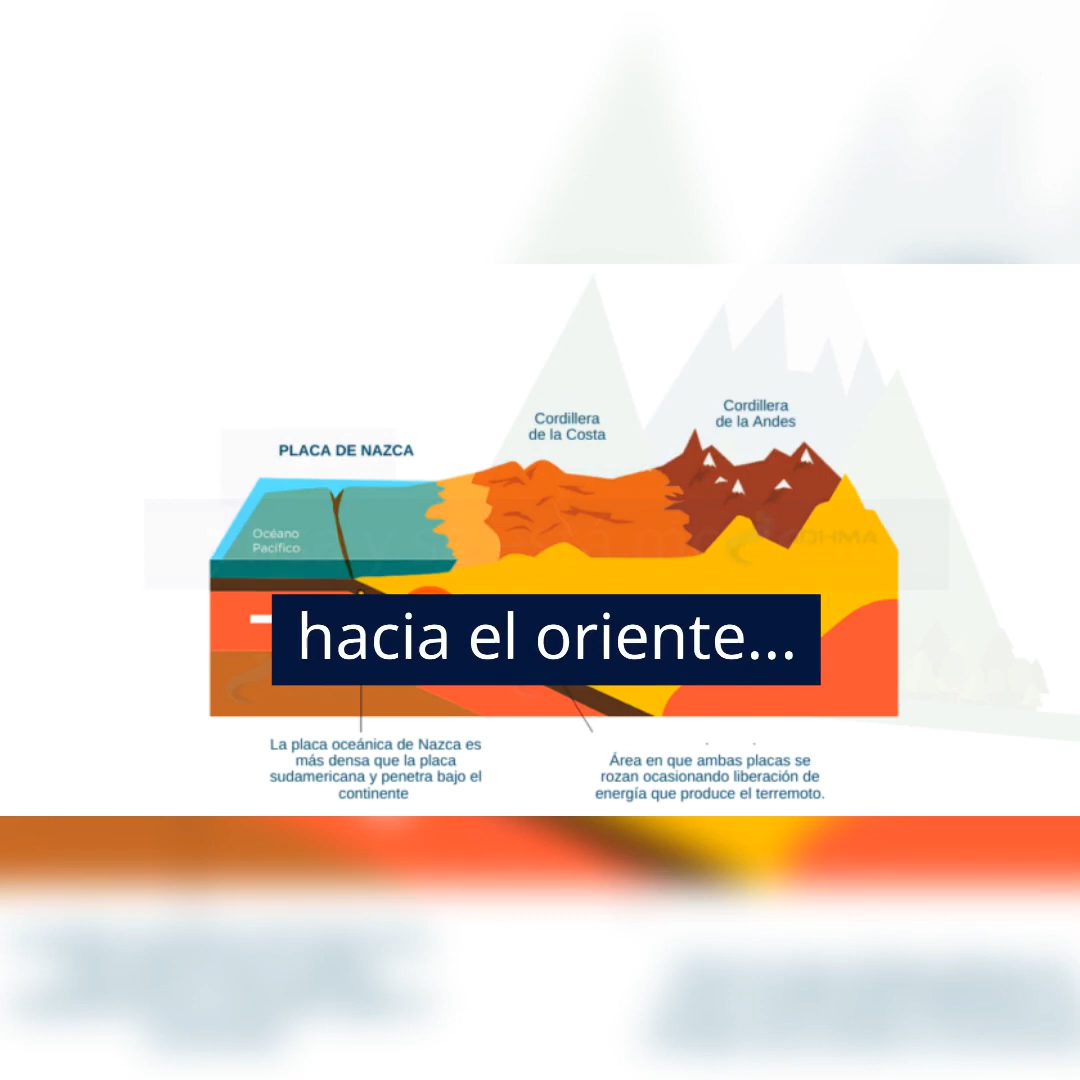 Cordillera
de la Andes
Cordillera
de la Costa
PLACA DE NAZCA
Océano
Pacífico
hacia el oriente...
La placa oceánica de Nazca es
más densa que la placa
sudamericana y penetra bajo el
continente
Área en que ambas placas se
rozan ocasionando liberación de
energía que produce el terremoto.